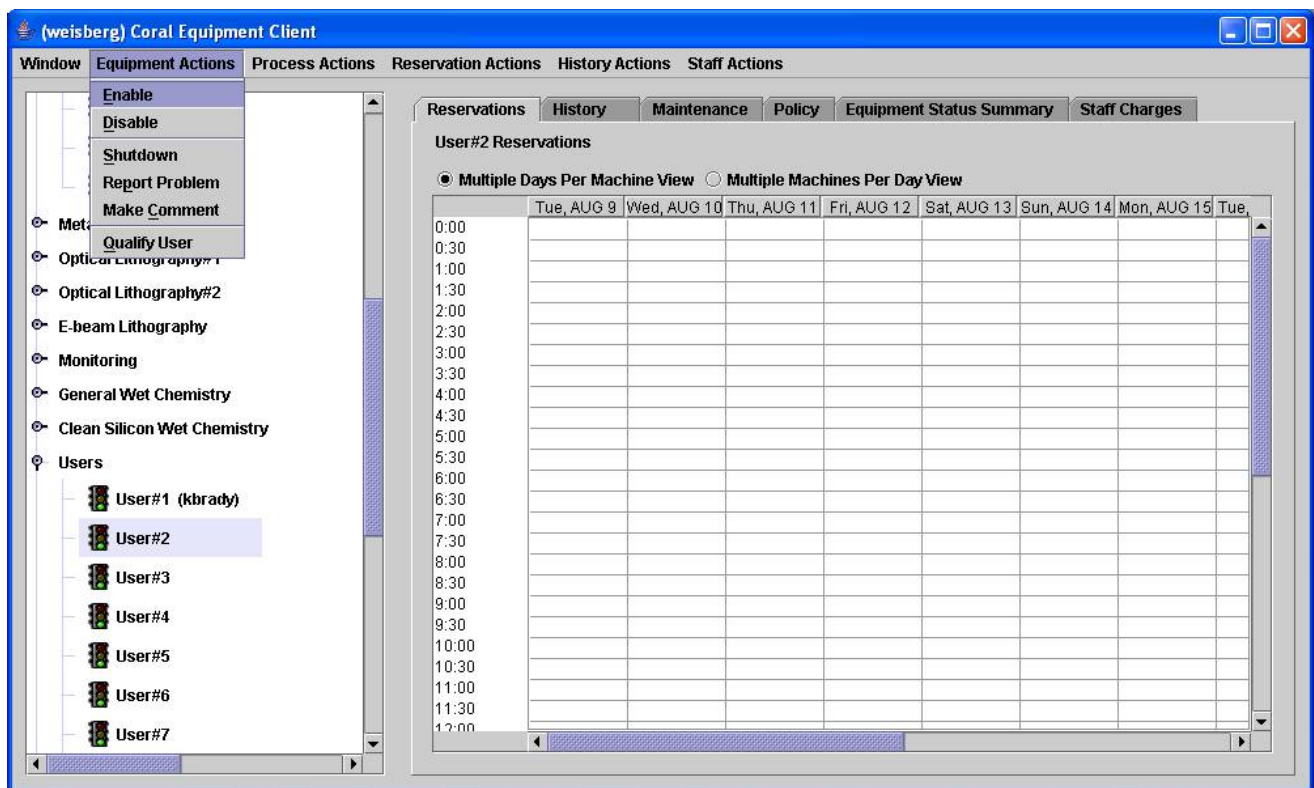 (weisberg) Coral Equipment Client
Window Equipment Actions Process Actions Reservation Actions History Actions Staff Actions
Enable
Disable
Shutdown
Report Problem
Make Comment
Qualify User
Optical Lithography#2
E-beam Lithography
Monitoring
General Wet Chemistry
Clean Silicon Wet Chemistry
Users
User#1 (kbrady)
User#2
User#3
User#4
User#5
User#6
User#7
Reservations History Maintenance Policy Equipment Status Summary Staff Charges
User#2 Reservations
Multiple Days Per Machine View Multiple Machines Per Day View
Tue, AUG 9 Wed, AUG 10 Thu, AUG 11 Fri, AUG 12 Sat, AUG 13 Sun, AUG 14 Mon, AUG 15 Tue,
0:00
0:30
1:00
1:30
2:00
2:30
3:00
3:30
4:00
4:30
5:00
5:30
6:00
6:30
7:00
7:30
8:00
8:30
9:00
9:30
10:00
10:30
11:00
11:30
12:00